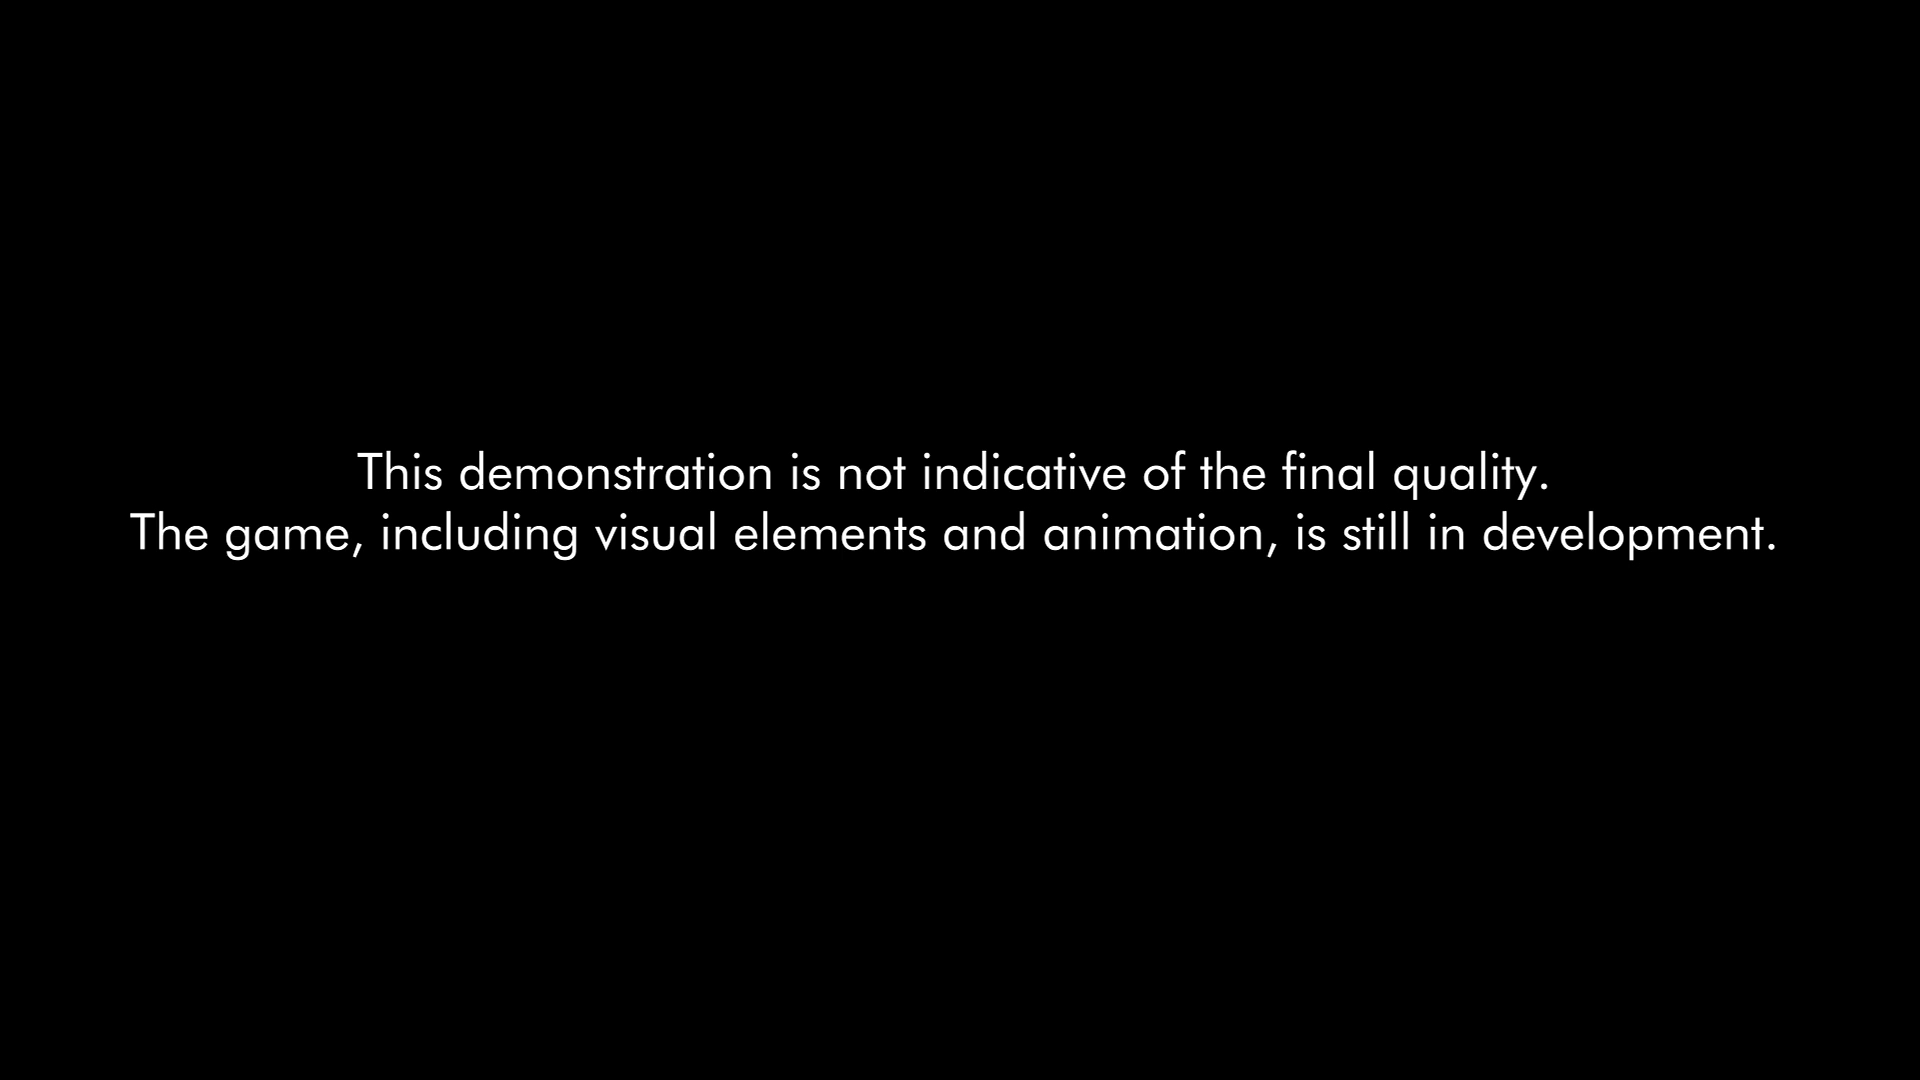 This demonstration is not indicative of the final quality.
The game, including visual elements and animation, is still in development.